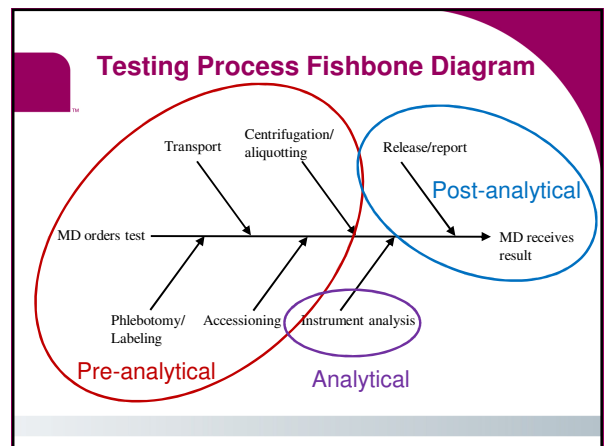 Testing Process Fishbone Diagram
™
Transport
Centrifugation/
aliquotting
Release/report
Post-analytical
MD orders test
MD receives
result
Phlebotomy/
Labeling
Accessioning
Instrument analysis
Pre-analytical
Analytical